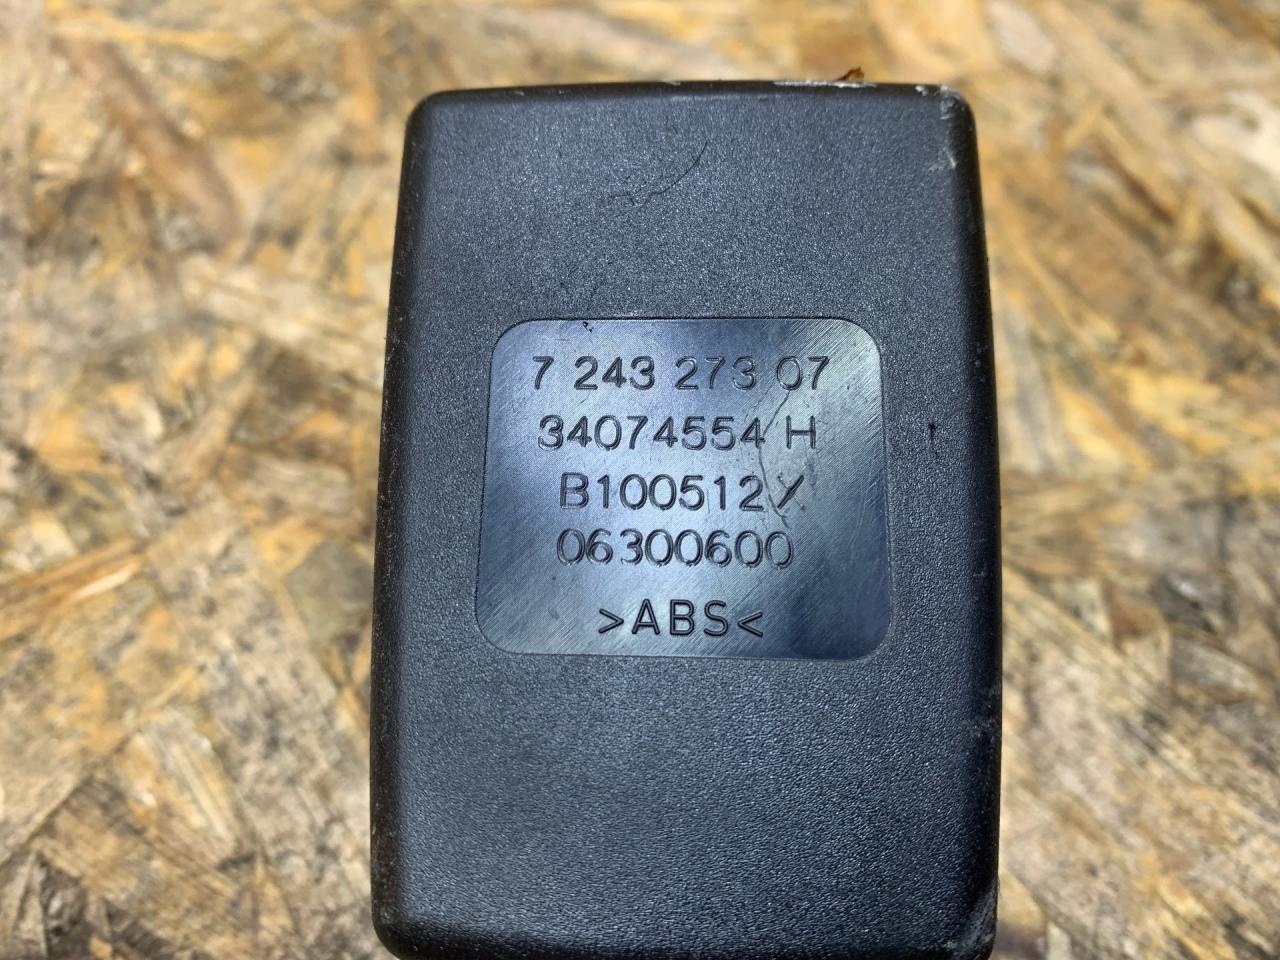 7 243 273 07
34074554 H
B100512 /
06300600
>ABS<